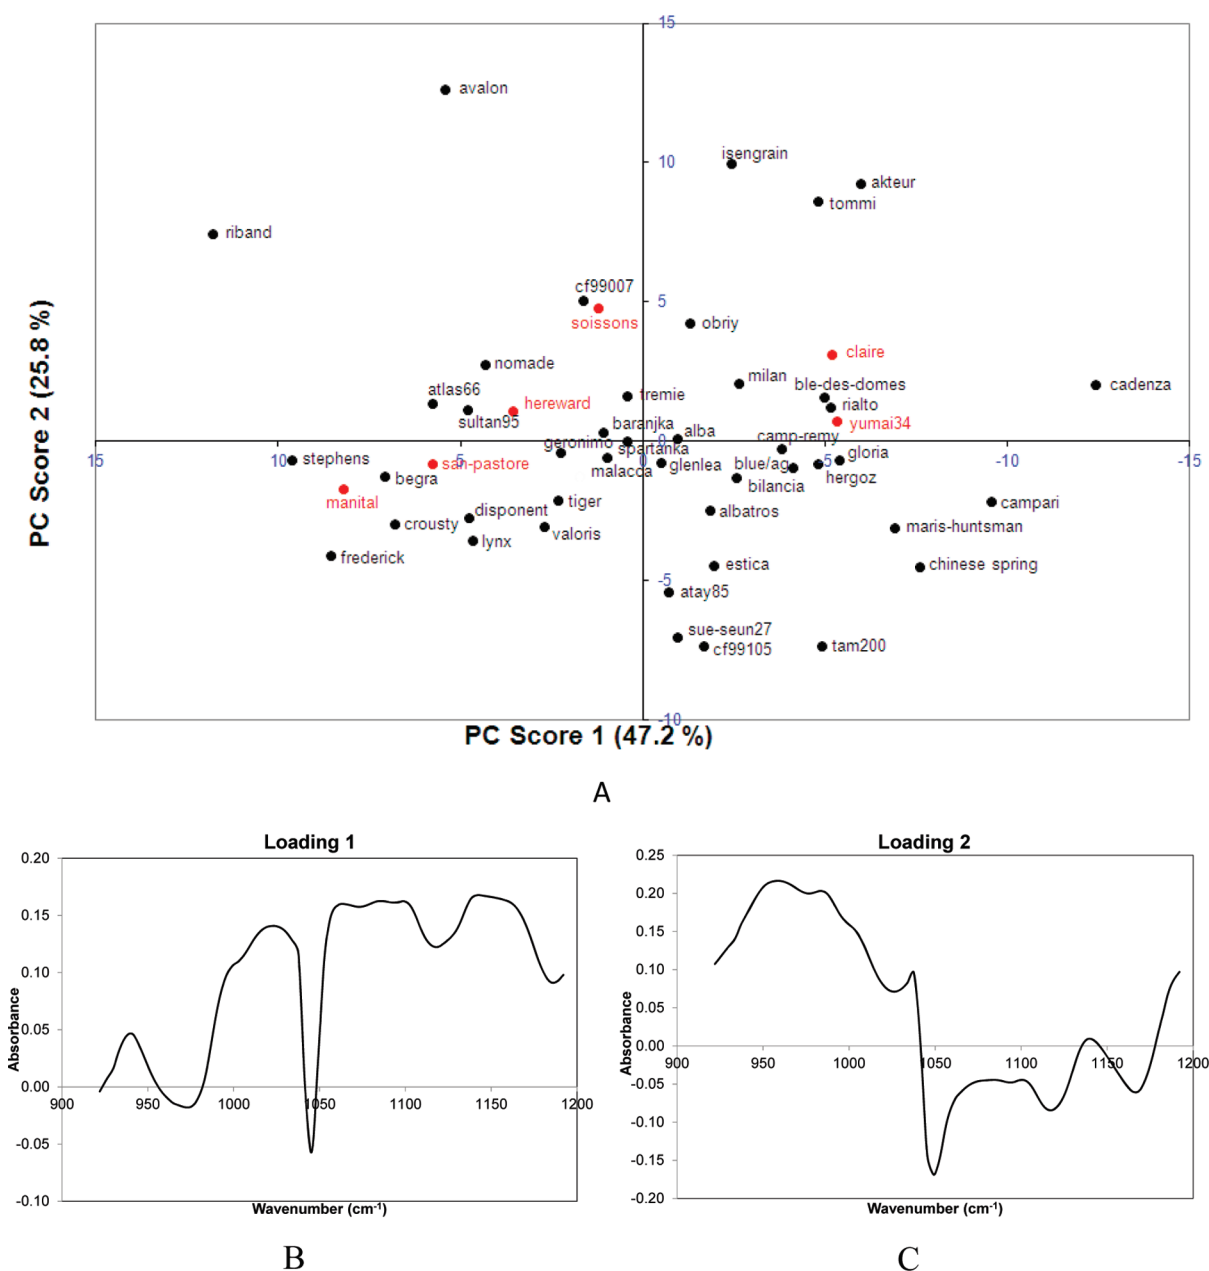 15
avalon
isengrain
10
akteur
tommi
riband
cf99007
5
soissons
obriy
claire
nomade
milan
atlas66
ble-des-domes
cadenza
tremie
hereward
rialto
sultan95
baranjka
yumai34
alba
camp-remy
0
geronimo
spartanka
gloria
15
10
stephens
5
san-pastore
malacca
glenlea
blue/ag
-5
-10
-15
begra
hergoz
bilancia
manital
tiger
campari
disponent
albatros
crousty
valoris
maris-huntsman
lynx
frederick
estica
chinese spring
-5
atay85
sue-seun27
cf99105
tam200
-10
PC Score 2 (25.8 %)
PC Score 1 (47.2 %)
A
Loading 1
0.20
0.15
0.10
0.05
0.00
-0.05
-0.10
900
950
1000
1050
1100
1150
1200
Absorbance
Wavenumber (cm-1)
B
Loading 2
0.25
0.20
0.15
0.10
0.05
0.00
-0.05
-0.10
-0.15
-0.20
900
950
1000
1050
1100
1150
1200
Absorbance
Wavenumber (cm-1)
C